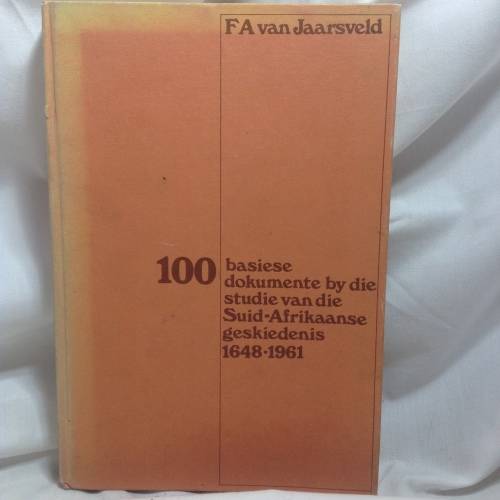 F A van Jaarsveld
100 basiese
dokumente by die
studie van die
Suid-Afrikaanse
geskiedenis
1648·1961